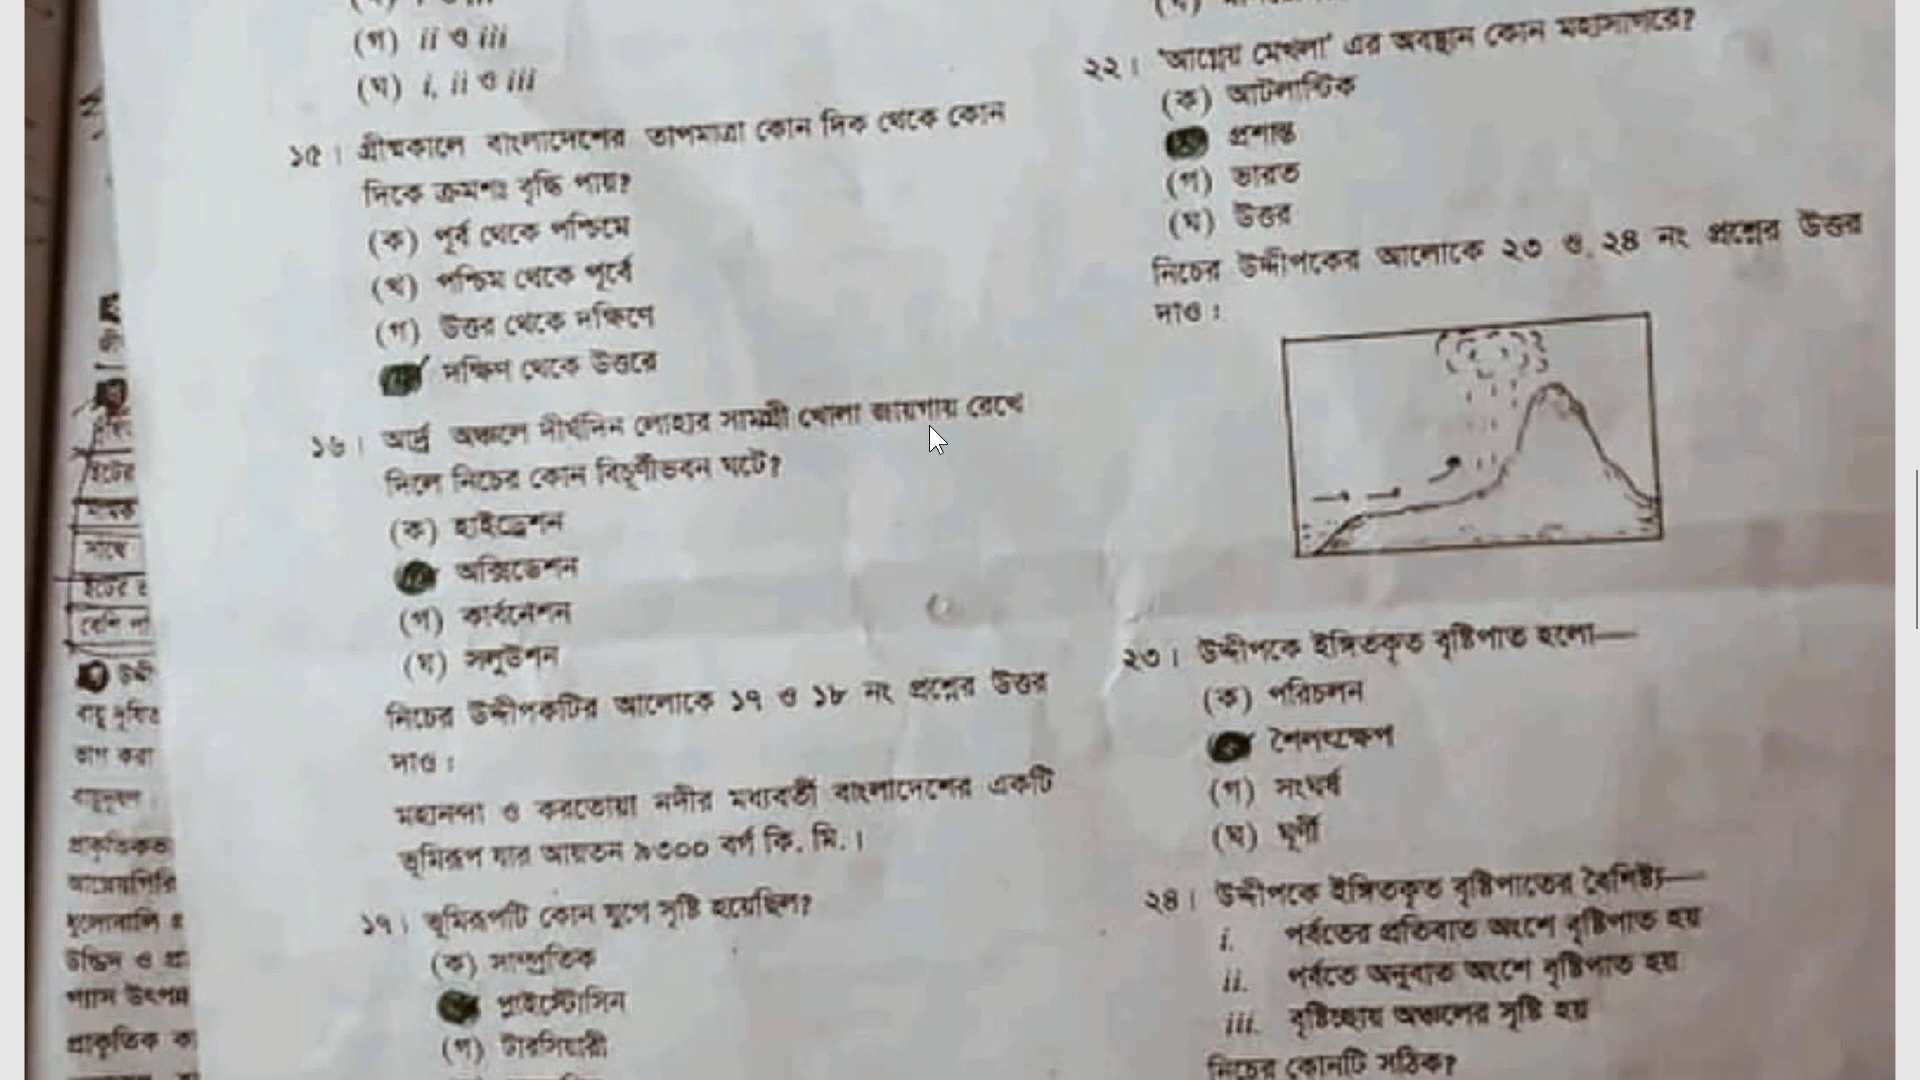 (গ) ii ও iii
(ঘ) i, ii ও iii
১৫। গ্রীষ্মকালে বাংলাদেশের তাপমাত্রা কোন দিক থেকে কোন
দিকে ক্রমশঃ বৃদ্ধি পায়?
(ক) পূর্ব থেকে পশ্চিমে
(খ) পশ্চিম থেকে পূর্বে
(গ) উত্তর থেকে দক্ষিণে
দক্ষিণ থেকে উত্তরে
১৬। আর্দ্র অঞ্চলে দীর্ঘদিন লোহার সামগ্রী খোলা জায়গায় রেখে
দিলে নিচের কোন বিচূর্ণীভবন ঘটে?
(ক) হাইড্রেশন
অক্সিডেশন
(গ) কার্বনেশন
(ঘ) সলুউশন
নিচের উদ্দীপকটির আলোকে ১৭ ও ১৮ নং প্রশ্নের উত্তর
দাও :
মহানন্দা ও করতোয়া নদীর মধ্যবর্তী বাংলাদেশের একটি
ভূমিরূপ যার আয়তন ৯৩০০ বর্গ কি. মি.।
১৭। ভূমিরূপটি কোন যুগে সৃষ্টি হয়েছিল?
(ক) সাম্প্রতিক
প্লাইস্টোসিন
(গ) টারসিয়ারী
২২। 'আগ্নেয় মেখলা' এর অবস্থান কোন মহাসাগরে?
(ক) আটলান্টিক
প্রশান্ত
(গ) ভারত
(ঘ) উত্তর
নিচের উদ্দীপকের আলোকে ২৩ ও ২৪ নং প্রশ্নের উত্তর
দাও :
২৩। উদ্দীপকে ইঙ্গিতকৃত বৃষ্টিপাত হলো—
(ক) পরিচলন
শৈলৎক্ষেপ
(গ) সংঘর্ষ
(ঘ) ঘূর্ণী
২৪। উদ্দীপকে ইঙ্গিতকৃত বৃষ্টিপাতের বৈশিষ্ট্য—
i. পর্বতের প্রতিবাত অংশে বৃষ্টিপাত হয়
ii. পর্বতে অনুবাত অংশে বৃষ্টিপাত হয়
iii. বৃষ্টিচ্ছায় অঞ্চলের সৃষ্টি হয়
নিচের কোনটি সঠিক?